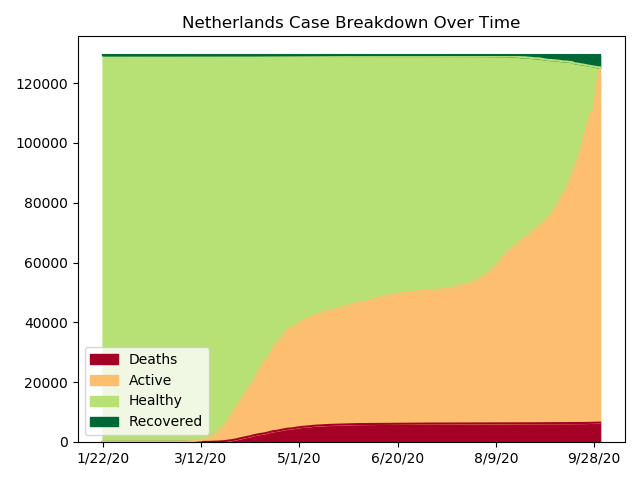 Netherlands Case Breakdown Over Time
120000
100000
80000
60000
40000
20000
0
Deaths
Active
Healthy
Recovered
1/22/20 3/12/20 5/1/20 6/20/20 8/9/20 9/28/20